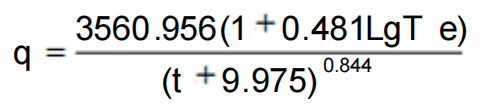 q = 3560.956(1+0.481LgT e) / (t +9.975)^0.844